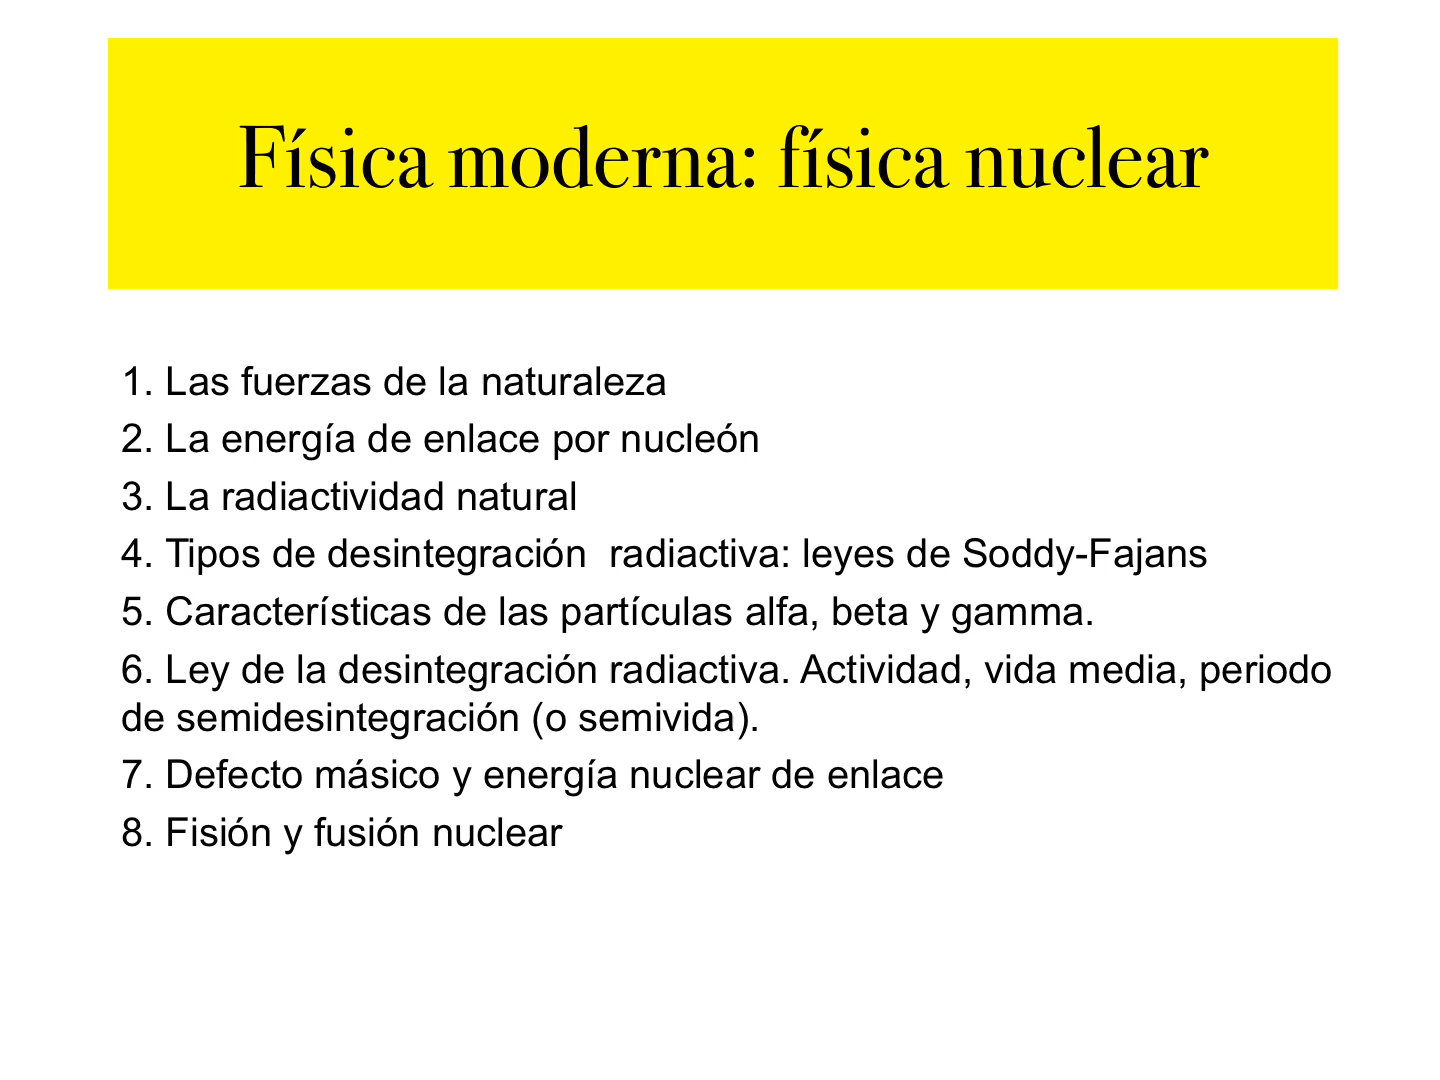 Física moderna: física nuclear
1. Las fuerzas de la naturaleza
2. La energía de enlace por nucleón
3. La radiactividad natural
4. Tipos de desintegración  radiactiva: leyes de Soddy-Fajans
5. Características de las partículas alfa, beta y gamma.
6. Ley de la desintegración radiactiva. Actividad, vida media, periodo
de semidesintegración (o semivida).
7. Defecto másico y energía nuclear de enlace
8. Fisión y fusión nuclear